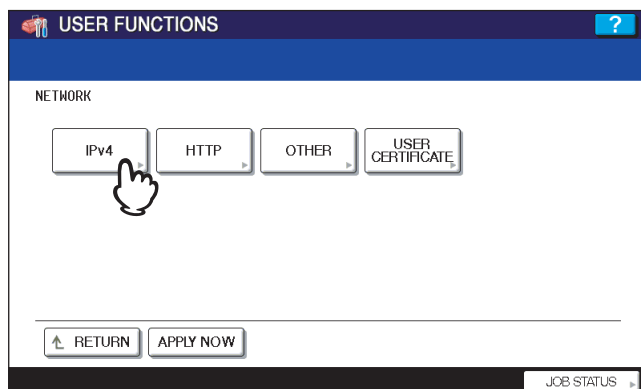 USER FUNCTIONS
?
NETWORK
IPv4
HTTP
OTHER
USER
CERTIFICATE
RETURN
APPLY NOW
JOB STATUS